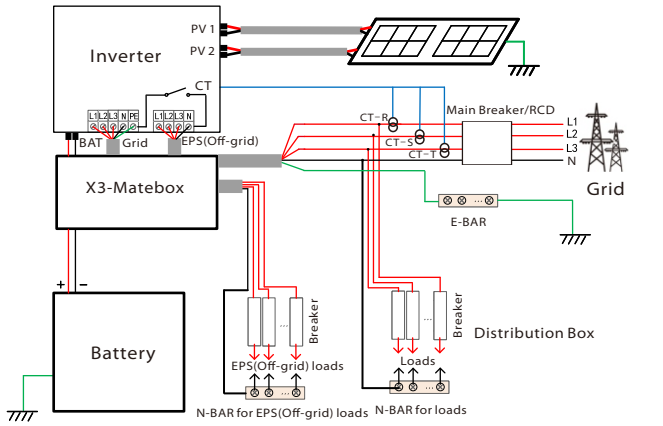 PV 1
Inverter
PV 2
CT
L1 L2 L3 N PE
L1 L2 L3 N
BAT
Grid
EPS(Off-grid)
CT-R
Main Breaker/RCD
L1
CT-S
L2
CT-T
L3
N
X3-Matebox
Grid
E-BAR
+ −
...
Breaker
...
Breaker
Distribution Box
Battery
EPS(Off-grid) loads
Loads
...
...
N-BAR for EPS(Off-grid) loads
N-BAR for loads
...